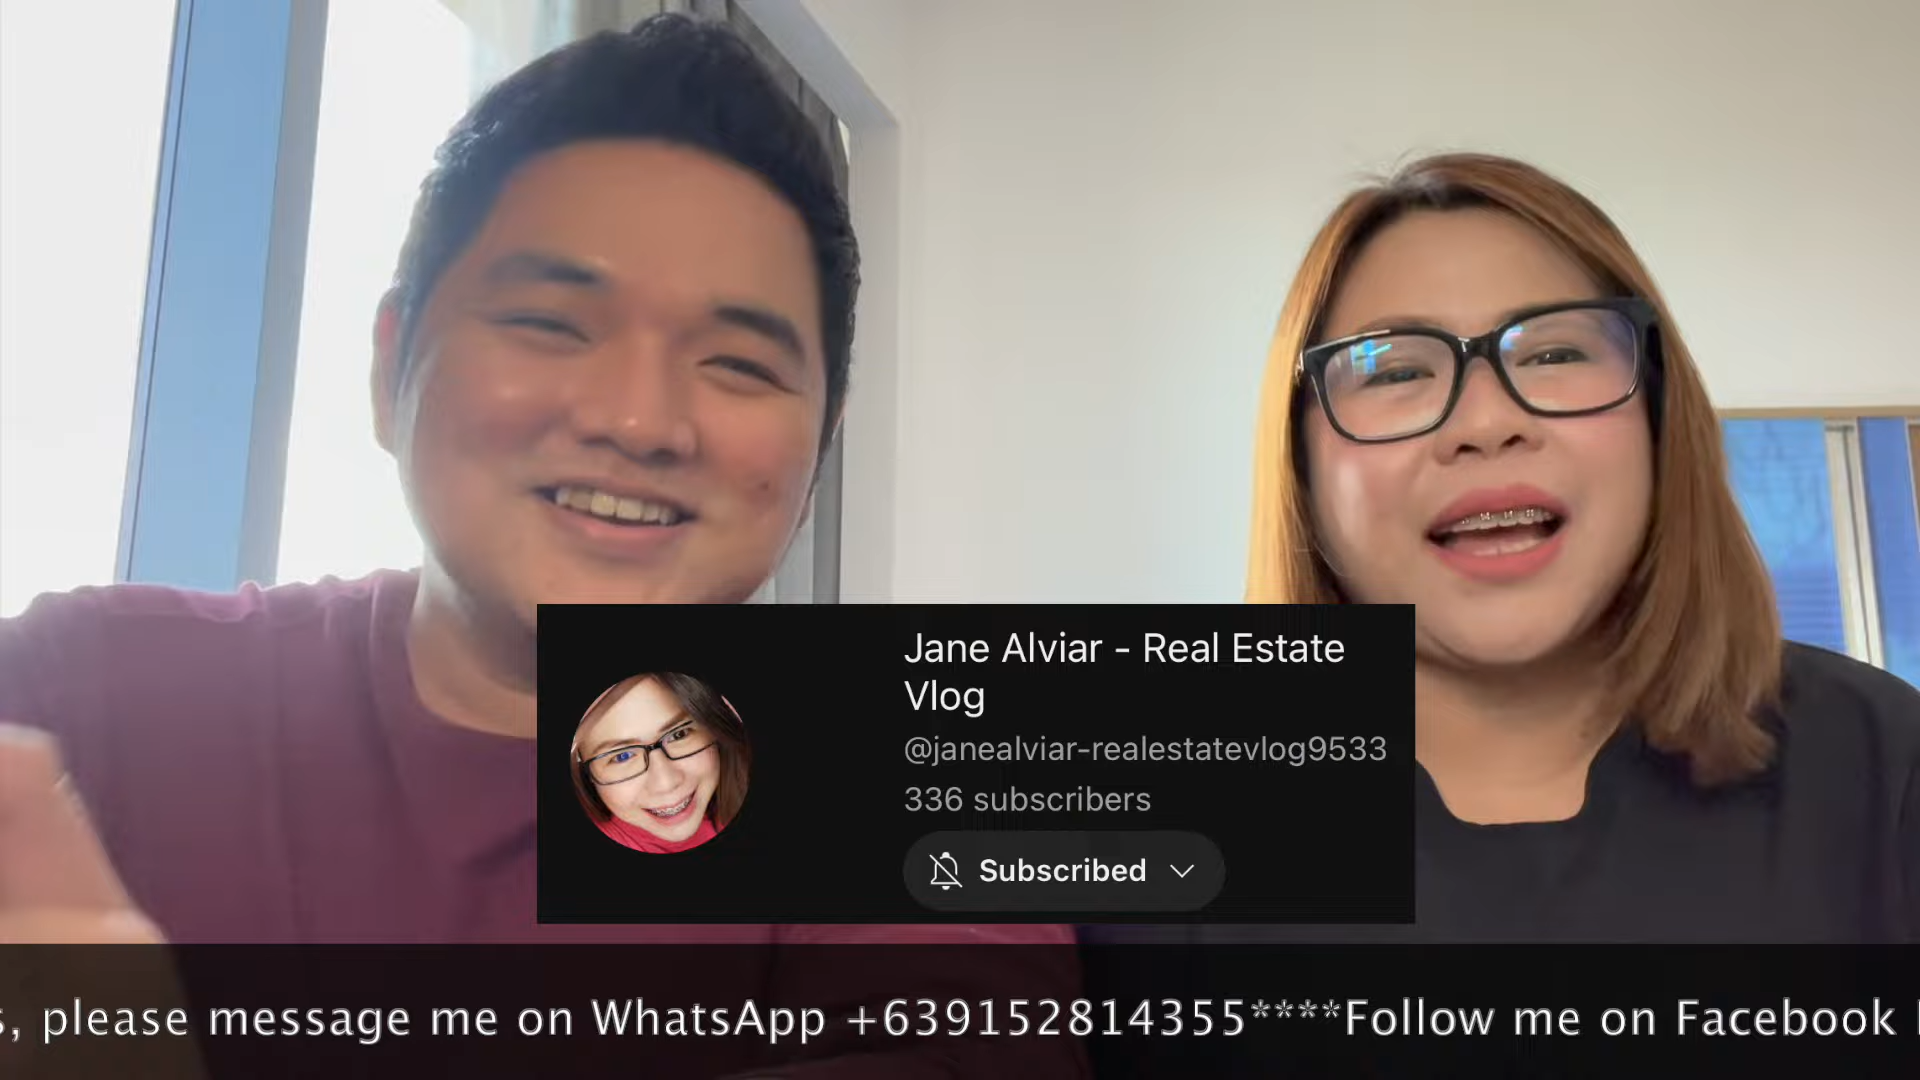 Jane Alviar - Real Estate
Vlog
@janealviar-realestatevlog9533
336 subscribers
Subscribed
, please message me on WhatsApp +639152814355****Follow me on Facebook